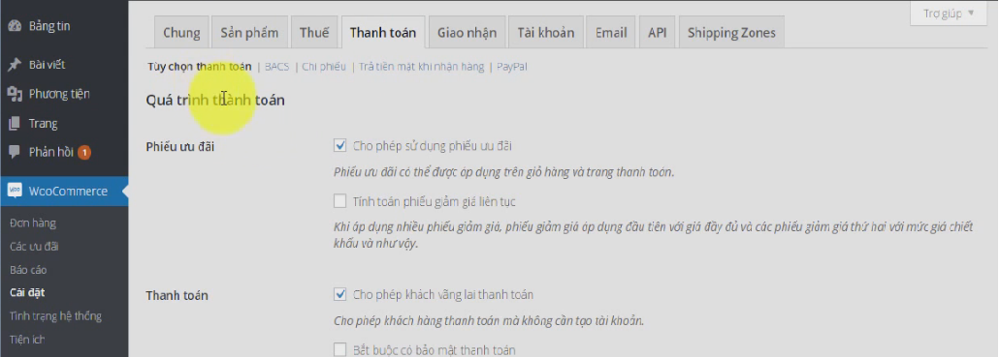 Trợ giúp
Bảng tin
Chung Sản phẩm Thuế Thanh toán Giao nhận Tài khoản Email API Shipping Zones
Bài viết
Tùy chọn thanh toán | BACS | Chi phiếu | Trả tiền mặt khi nhận hàng | PayPal
Phương tiện
Quá trình thành toán
Trang
Phản hồi 1
Phiếu ưu đãi
Cho phép sử dụng phiếu ưu đãi
Phiếu ưu đãi có thể được áp dụng trên giỏ hàng và trang thanh toán.
WooCommerce
Tính toán phiếu giảm giá liên tục
Đơn hàng
Khi áp dụng nhiều phiếu giảm giá, phiếu giảm giá áp dụng đầu tiên với giá đầy đủ và các phiếu giảm giá thứ hai với mức giá chiết
khấu và như vậy.
Các ưu đãi
Báo cáo
Cài đặt
Thanh toán
Cho phép khách vãng lai thanh toán
Tình trạng hệ thống
Cho phép khách hàng thanh toán mà không cần tạo tài khoản.
Tiện ích
Bắt buộc có bảo mật thanh toán